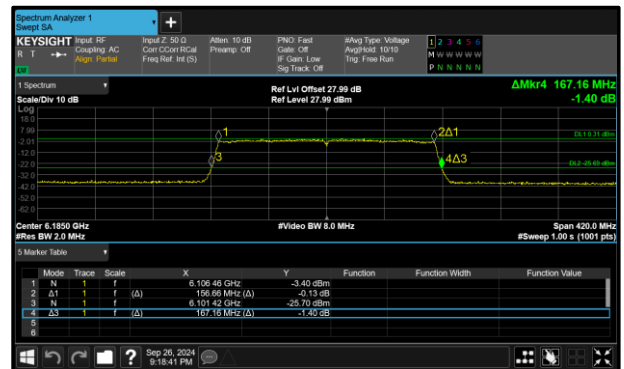 Spectrum Analyzer 1
Swept SA
+
KEYSIGHT Input: RF Input Z: 50 Ω Atten: 10 dB PNO: Fast #Avg Type: Voltage 1 2 3 4 5 6
R T Coupling: AC Corr CCorr RCal Preamp: Off Gate: Off Avg|Hold: 10/10 M W W W W W
Align: Partial Freq Ref: Int (S) IF Gain: Low Trig: Free Run
Sig Track: Off P N N N N N
1 Spectrum
Ref Lvl Offset 27.99 dB ΔMkr4 167.16 MHz
Scale/Div 10 dB Ref Level 27.99 dBm -1.40 dB
Log
18.0
7.99 1 2Δ1 DL1 0.31 dBm
-2.01
-12.0 3 4Δ3
-22.0 DL2 -25.69 dBm
-32.0
-42.0
-52.0
-62.0
Center 6.1850 GHz #Video BW 8.0 MHz Span 420.0 MHz
#Res BW 2.0 MHz #Sweep 1.00 s (1001 pts)
5 Marker Table
Mode Trace Scale X Y Function Function Width Function Value
1 N 1 f 6.106 46 GHz -3.40 dBm
2 Δ1 1 f (Δ) 156.66 MHz (Δ) -0.13 dB
3 N 1 f 6.101 42 GHz -25.70 dBm
4 Δ3 1 f (Δ) 167.16 MHz (Δ) -1.40 dB
5
6
? Sep 26, 2024
9:18:41 PM